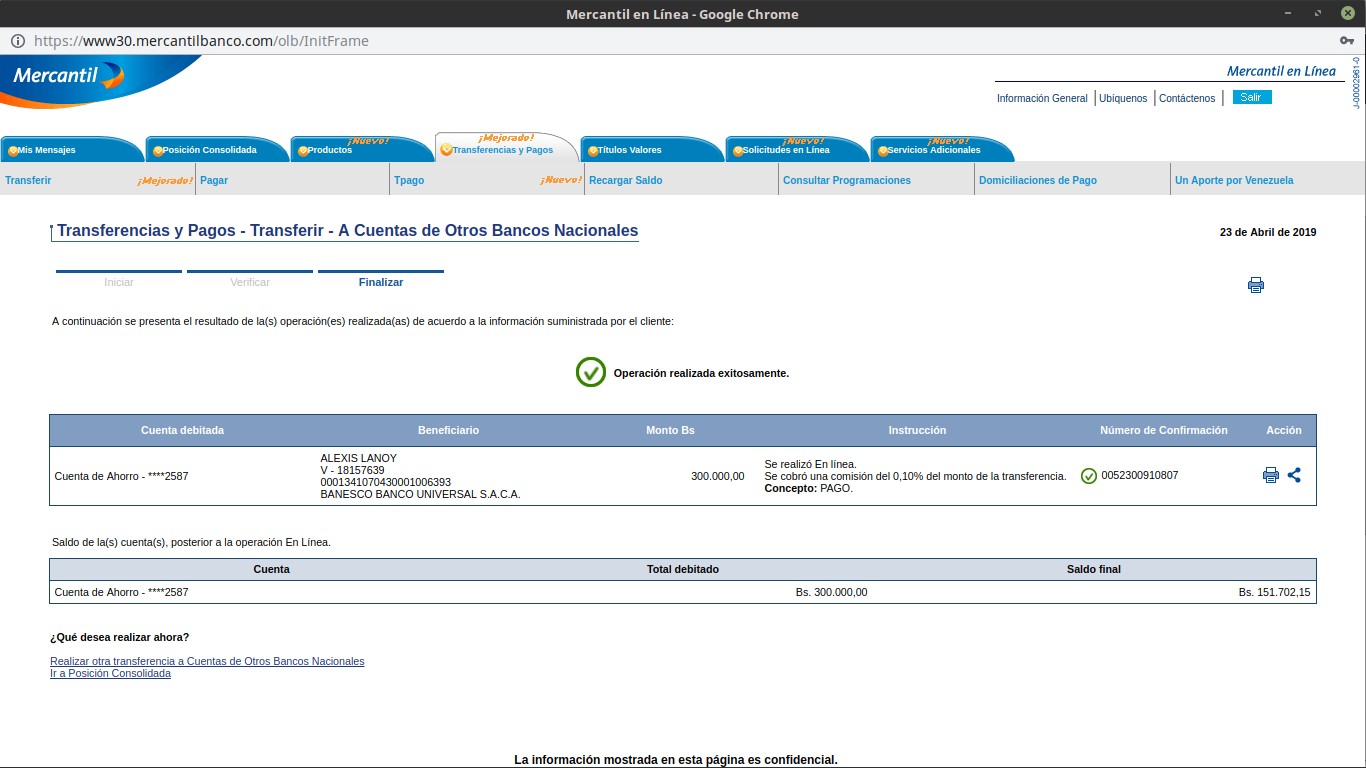 Mercantil en Línea - Google Chrome
https://www30.mercantilbanco.com/olb/InitFrame
Mercantil
Mercantil en Línea
J-00002961-0
Información General
Ubíquenos
Contáctenos
Salir
Mis Mensajes
Posición Consolidada
¡Nuevo!
Productos
¡Mejorado!
Transferencias y Pagos
Títulos Valores
¡Nuevo!
Solicitudes en Línea
¡Nuevo!
Servicios Adicionales
Transferir
¡Mejorado!
Pagar
Tpago
¡Nuevo!
Recargar Saldo
Consultar Programaciones
Domiciliaciones de Pago
Un Aporte por Venezuela
Transferencias y Pagos - Transferir - A Cuentas de Otros Bancos Nacionales
23 de Abril de 2019
Iniciar
Verificar
Finalizar
A continuación se presenta el resultado de la(s) operación(es) realizada(as) de acuerdo a la información suministrada por el cliente:
Operación realizada exitosamente.
Cuenta debitada
Beneficiario
Monto Bs
Instrucción
Número de Confirmación
Acción
Cuenta de Ahorro - ****2587
ALEXIS LANOY
V - 18157639
0001341070430001006393
BANESCO BANCO UNIVERSAL S.A.C.A.
300.000,00
Se realizó En línea.
Se cobró una comisión del 0,10% del monto de la transferencia.
Concepto: PAGO.
0052300910807
Saldo de la(s) cuenta(s), posterior a la operación En Línea.
Cuenta
Total debitado
Saldo final
Cuenta de Ahorro - ****2587
Bs. 300.000,00
Bs. 151.702,15
¿Qué desea realizar ahora?
Realizar otra transferencia a Cuentas de Otros Bancos Nacionales
Ir a Posición Consolidada
La información mostrada en esta página es confidencial.